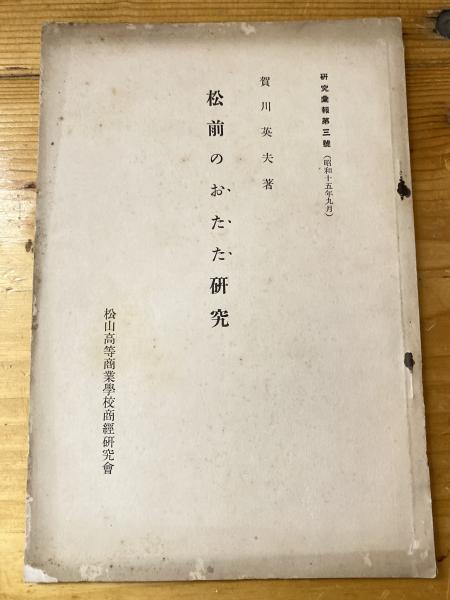 研究彙報第三號（昭和十五年九月）
賀川英夫著
松前のおたた研究
松山高等商業學校商經研究會